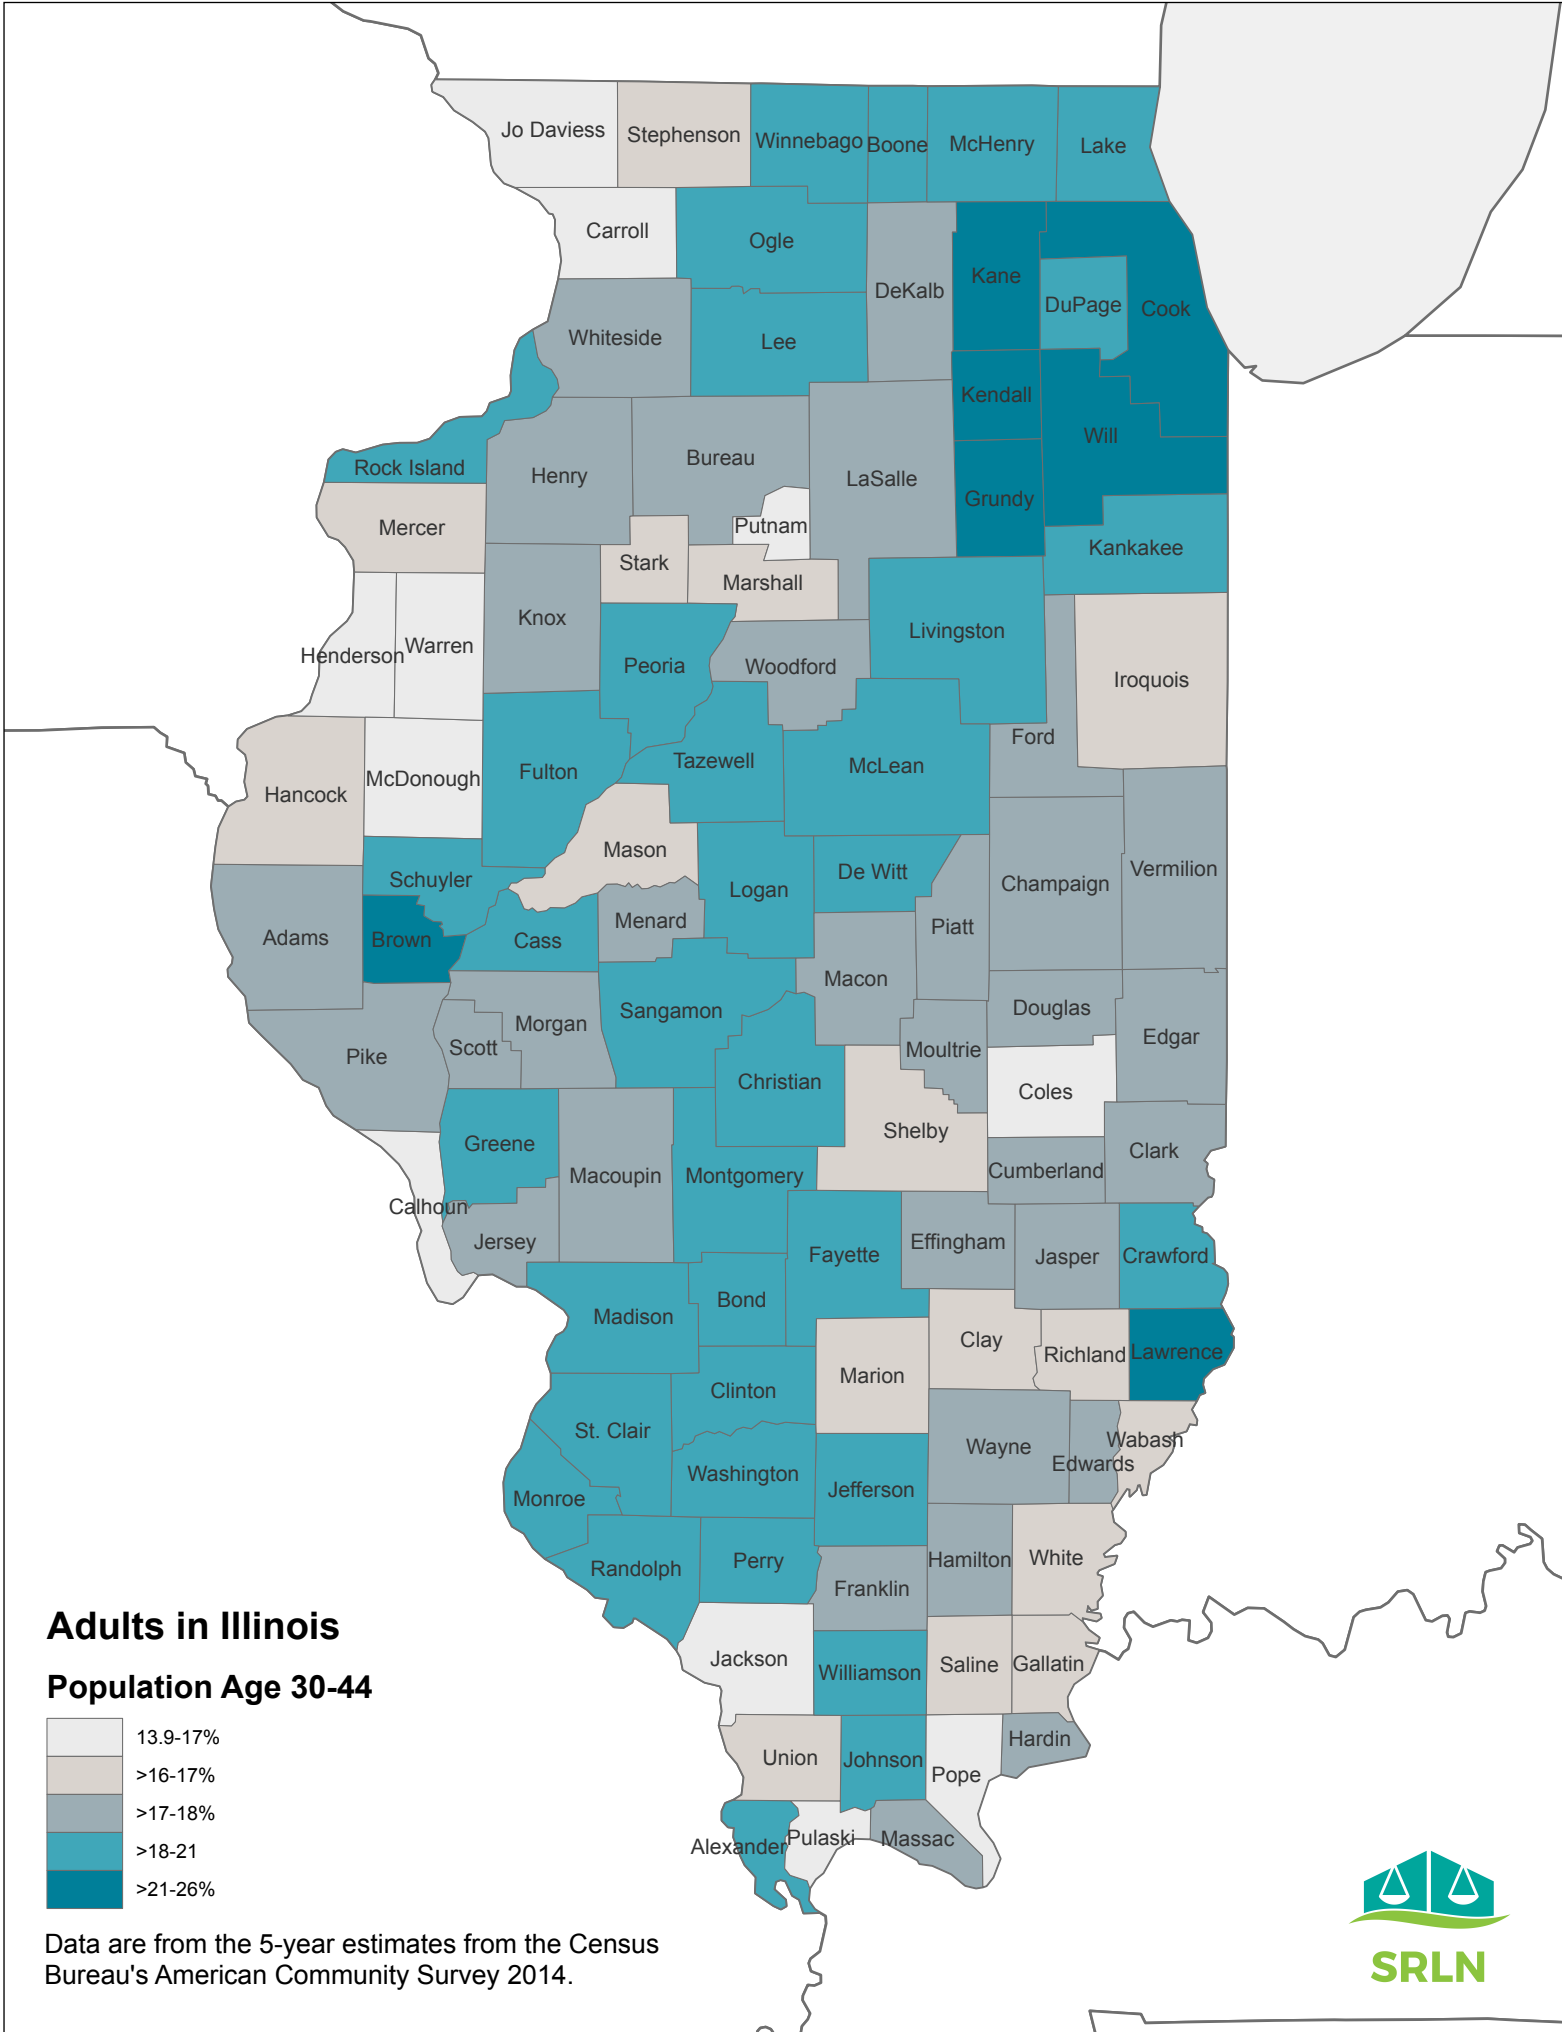 Jo Daviess
Stephenson
Winnebago
Boone
McHenry
Lake
Carroll
Ogle
DeKalb
Kane
DuPage
Cook
Whiteside
Lee
Kendall
Will
Rock Island
Henry
Bureau
LaSalle
Grundy
Mercer
Putnam
Kankakee
Stark
Marshall
Knox
Henderson
Warren
Peoria
Woodford
Livingston
Iroquois
Ford
McDonough
Fulton
Tazewell
McLean
Hancock
Mason
Schuyler
Logan
De Witt
Champaign
Vermilion
Adams
Brown
Cass
Menard
Piatt
Macon
Pike
Scott
Morgan
Sangamon
Douglas
Edgar
Moultrie
Christian
Coles
Shelby
Greene
Macoupin
Montgomery
Cumberland
Clark
Calhoun
Jersey
Fayette
Effingham
Jasper
Crawford
Madison
Bond
Clay
Richland
Lawrence
Marion
Clinton
St. Clair
Wayne
Edwards
Wabash
Washington
Jefferson
Monroe
Randolph
Perry
Franklin
Hamilton
White
Jackson
Williamson
Saline
Gallatin
Union
Johnson
Pope
Hardin
Alexander
Pulaski
Massac
Adults in Illinois
Population Age 30-44
13.9-17%
>16-17%
>17-18%
>18-21
>21-26%
Data are from the 5-year estimates from the Census
Bureau's American Community Survey 2014.
SRLN